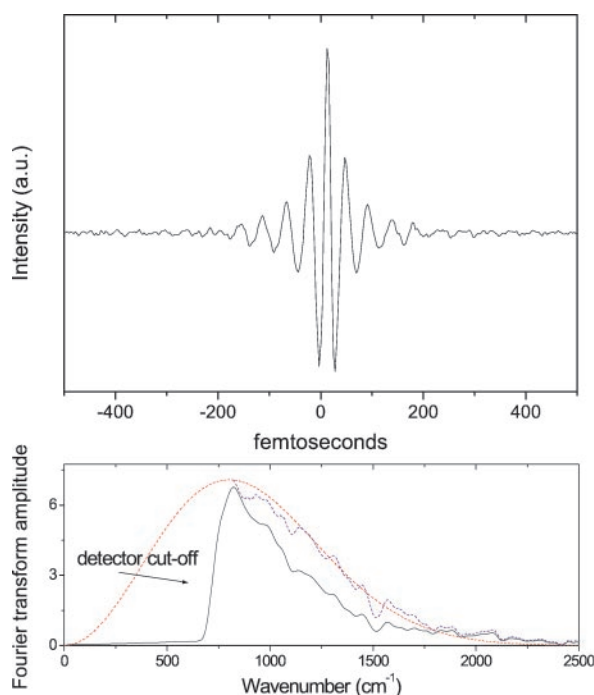 Intensity (a.u.)
-400 -200 0 200 400
femtoseconds
Fourier transform amplitude
6
3
0
detector cut-off
0 500 1000 1500 2000 2500
Wavenumber (cm⁻¹)